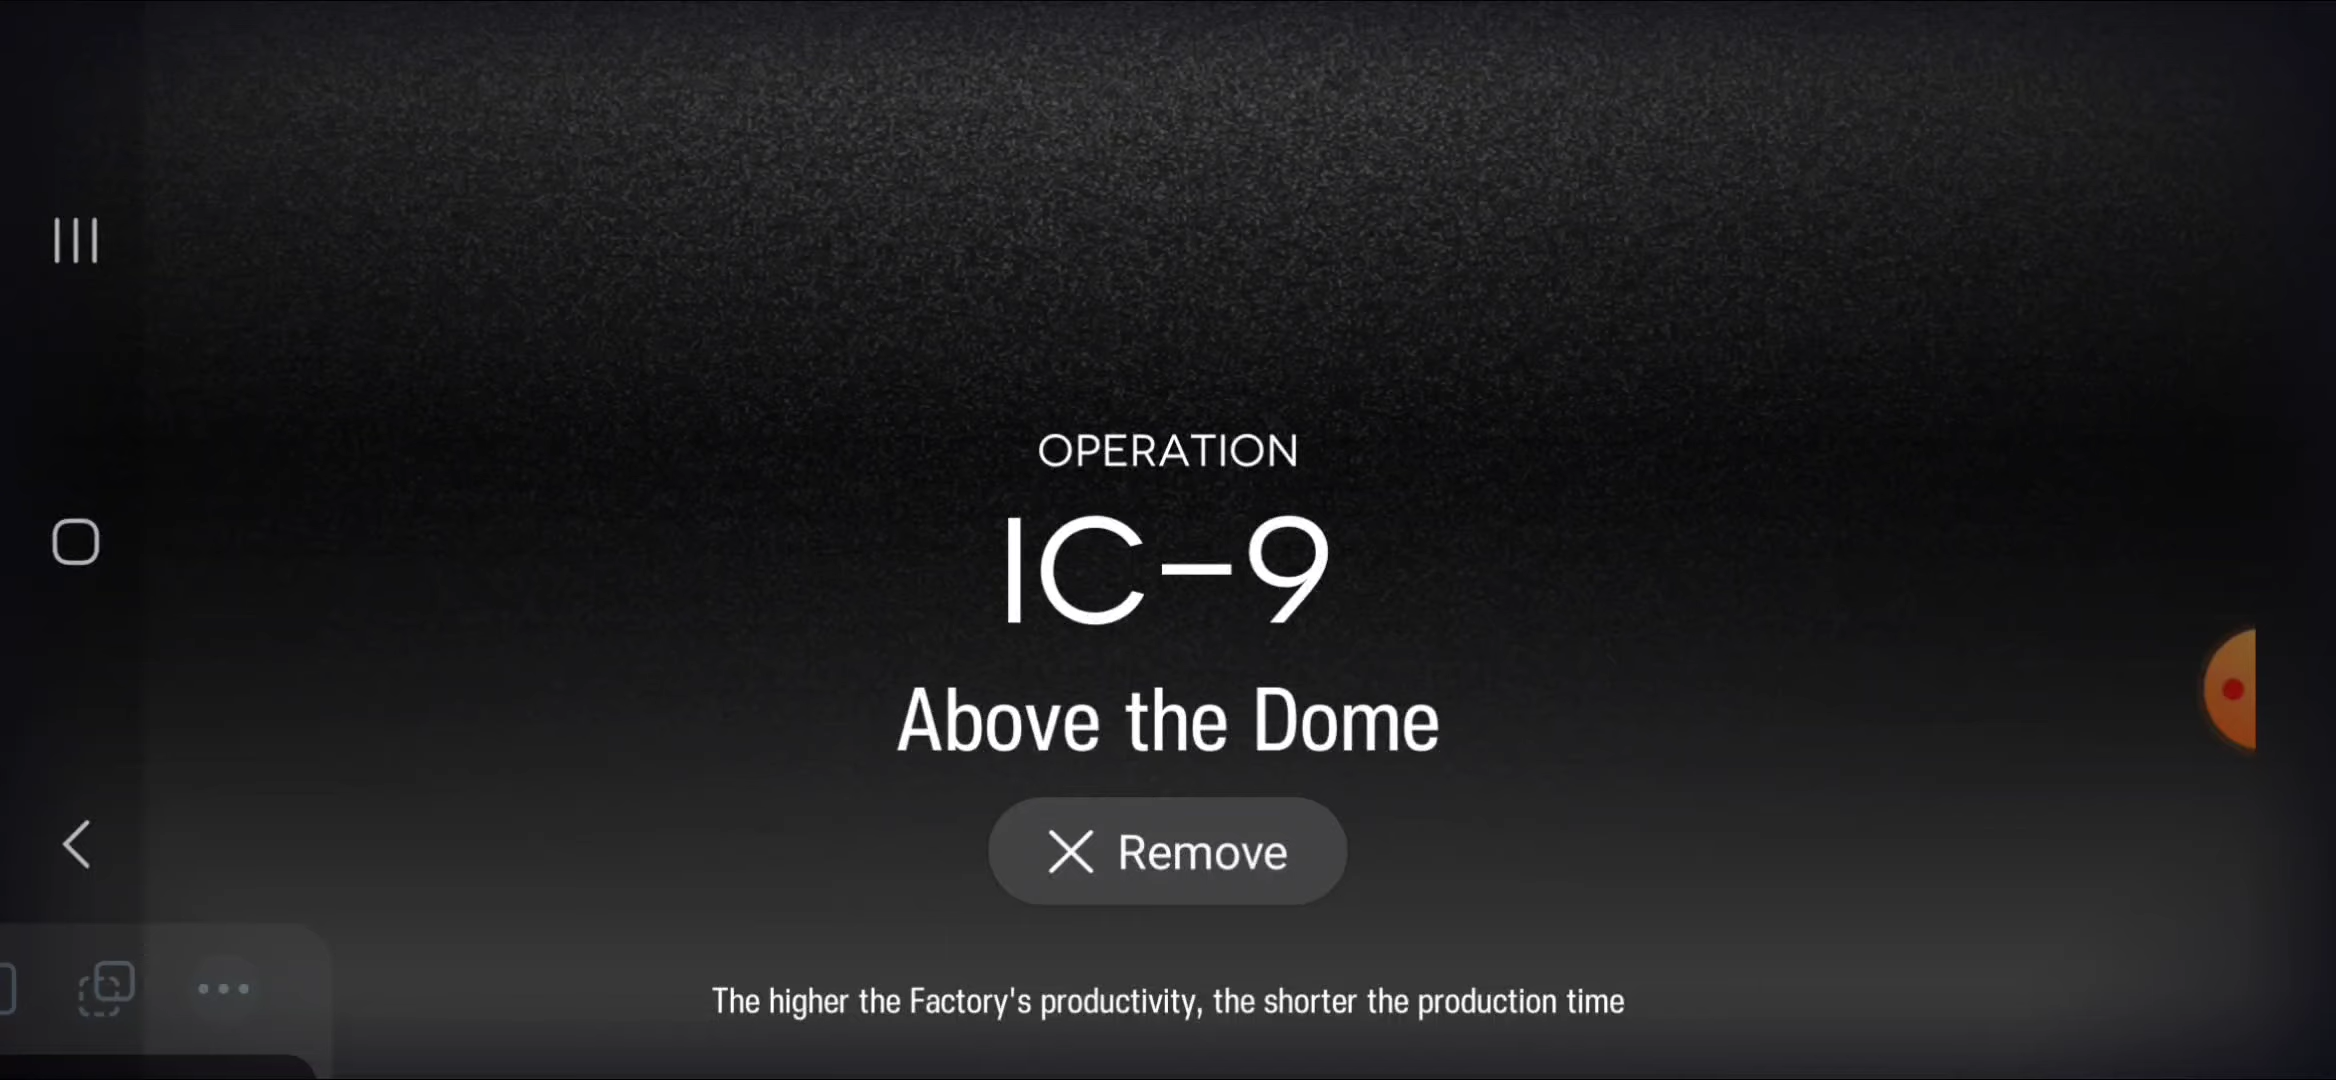 OPERATION
IC-9
Above the Dome
Remove
The higher the Factory's productivity, the shorter the production time